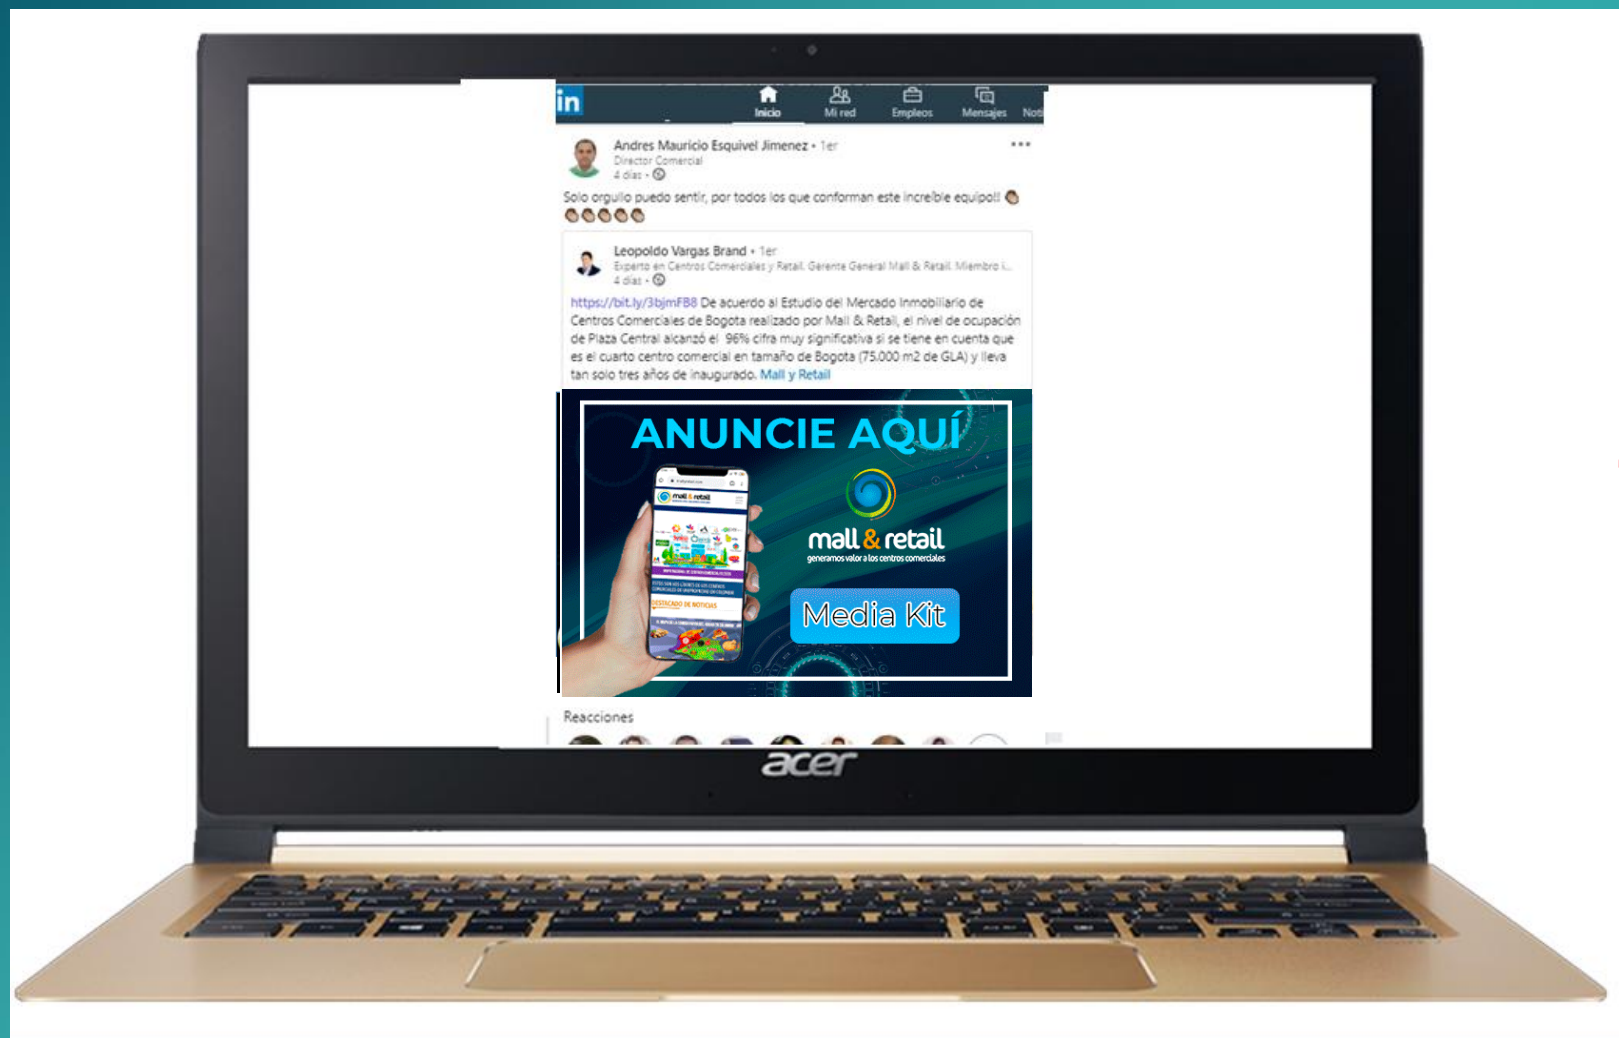 in
Inicio
Mi red
Empleos
Mensajes
Noti
Andres Mauricio Esquivel Jimenez • 1er
Director Comercial
4 días •
Solo orgullo puedo sentir, por todos los que conforman este increíble equipo!!
Leopoldo Vargas Brand • 1er
Experto en Centros Comerciales y Retail. Gerente General Mall & Retail. Miembro i...
4 días •
https://bit.ly/3bjmFB8 De acuerdo al Estudio del Mercado Inmobiliario de
Centros Comerciales de Bogota realizado por Mall & Retail, el nivel de ocupación
de Plaza Central alcanzó el 96% cifra muy significativa si se tiene en cuenta que
es el cuarto centro comercial en tamaño de Bogota (75.000 m2 de GLA) y lleva
tan solo tres años de inaugurado. Mall y Retail
ANUNCIE AQUÍ
mall & retail
DESTACADO DE NOTICIAS
mall & retail
generamos valor a los centros comerciales
Media Kit
Reacciones
acer